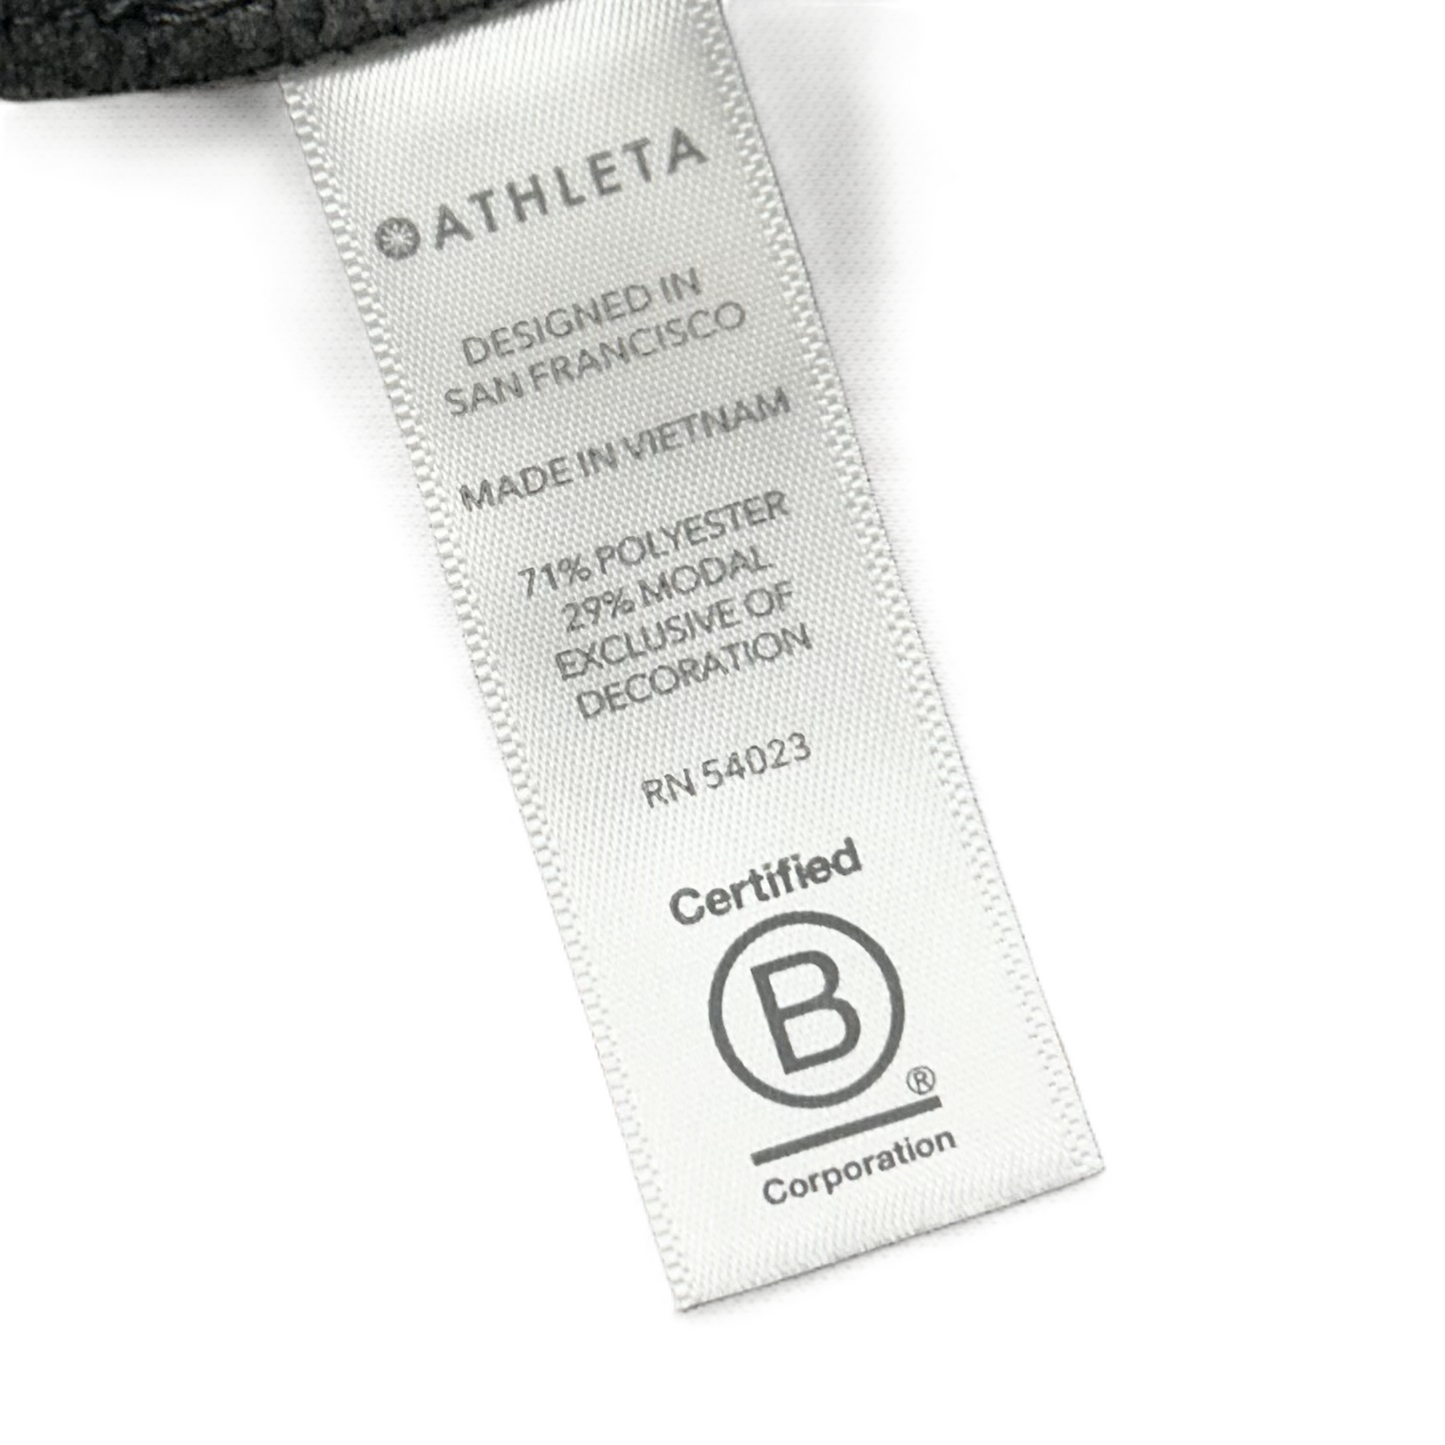 ATHLETA
DESIGNED IN
SAN FRANCISCO
MADE IN VIETNAM
71% POLYESTER
29% MODAL
EXCLUSIVE OF
DECORATION
RN 54023
Certified
B
®
Corporation